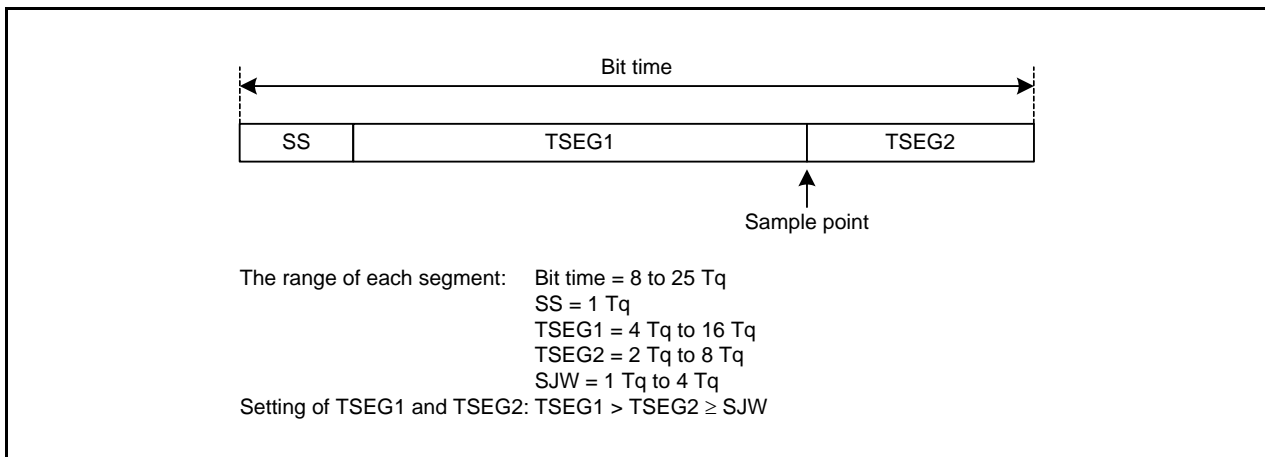 Bit time
SS TSEG1 TSEG2
Sample point
The range of each segment: Bit time = 8 to 25 Tq
SS = 1 Tq
TSEG1 = 4 Tq to 16 Tq
TSEG2 = 2 Tq to 8 Tq
SJW = 1 Tq to 4 Tq
Setting of TSEG1 and TSEG2: TSEG1 > TSEG2 ≥ SJW